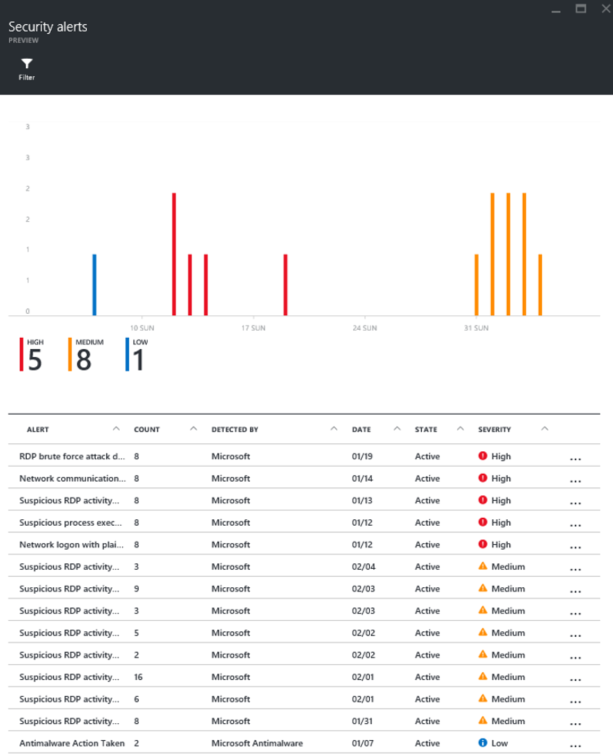 Security alerts
PREVIEW
Filter
3
3
2
2
1
1
0
10 SUN 17 SUN 24 SUN 31 SUN
HIGH MEDIUM LOW
5 8 1
ALERT COUNT DETECTED BY DATE STATE SEVERITY
RDP brute force attack d... 8 Microsoft 01/19 Active High ...
Network communication... 8 Microsoft 01/14 Active High ...
Suspicious RDP activity... 8 Microsoft 01/13 Active High ...
Suspicious process exec... 8 Microsoft 01/12 Active High ...
Network logon with plai... 8 Microsoft 01/12 Active High ...
Suspicious RDP activity... 3 Microsoft 02/04 Active Medium ...
Suspicious RDP activity... 9 Microsoft 02/03 Active Medium ...
Suspicious RDP activity... 3 Microsoft 02/03 Active Medium ...
Suspicious RDP activity... 5 Microsoft 02/02 Active Medium ...
Suspicious RDP activity... 2 Microsoft 02/02 Active Medium ...
Suspicious RDP activity... 16 Microsoft 02/01 Active Medium ...
Suspicious RDP activity... 6 Microsoft 02/01 Active Medium ...
Suspicious RDP activity... 8 Microsoft 01/31 Active Medium ...
Antimalware Action Taken 2 Microsoft Antimalware 01/07 Active Low ...